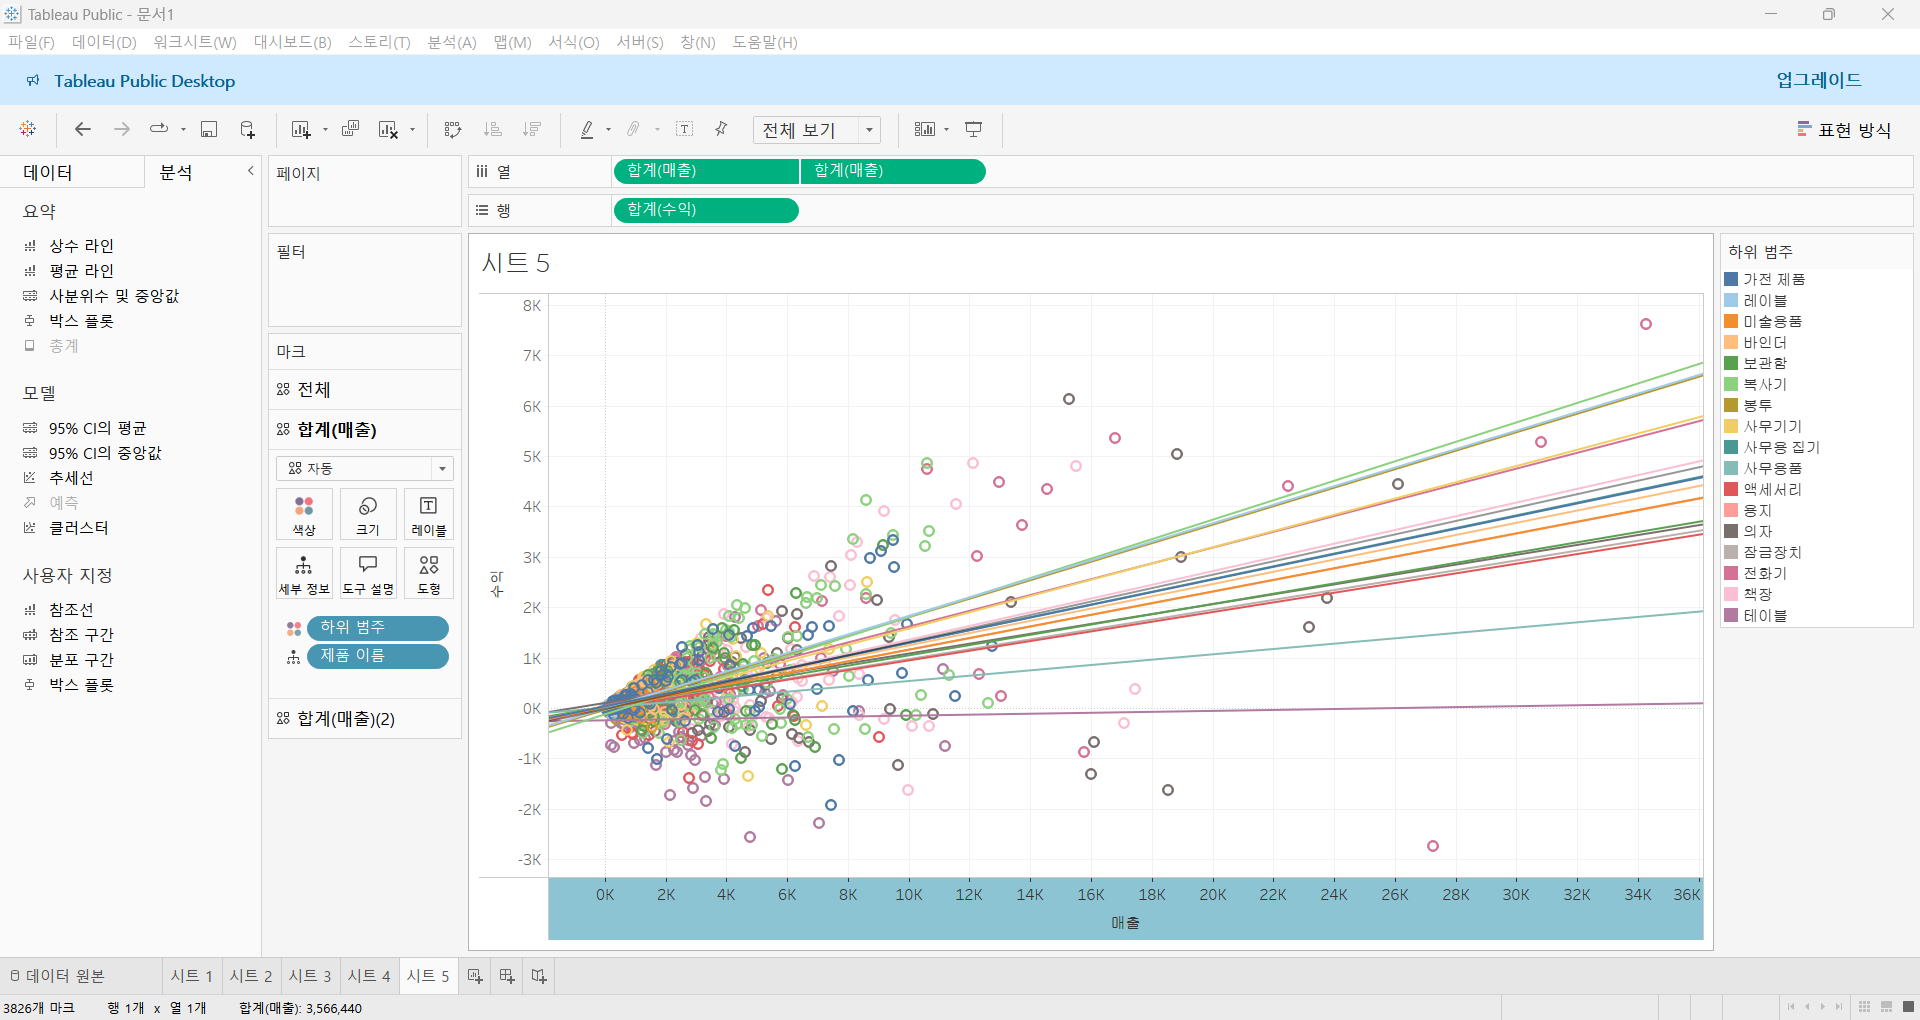 Tableau Public - 문서1
파일(F) 데이터(D) 워크시트(W) 대시보드(B) 스토리(T) 분석(A) 맵(M) 서식(O) 서버(S) 창(N) 도움말(H)
Tableau Public Desktop
업그레이드
전체 보기
표현 방식
데이터
분석
요약
상수 라인
평균 라인
사분위수 및 중앙값
박스 플롯
총계
모델
95% CI의 평균
95% CI의 중앙값
추세선
예측
클러스터
사용자 지정
참조선
참조 구간
분포 구간
박스 플롯
페이지
필터
마크
전체
합계(매출)
자동
색상 크기 레이블
세부 정보 도구 설명 도형
하위 범주
제품 이름
합계(매출)(2)
열
합계(매출) 합계(매출)
행
합계(수익)
시트 5
8K
7K
6K
5K
4K
3K
2K
1K
0K
-1K
-2K
-3K
수익
0K 2K 4K 6K 8K 10K 12K 14K 16K 18K 20K 22K 24K 26K 28K 30K 32K 34K 36K
매출
하위 범주
가전 제품
레이블
미술용품
바인더
보관함
복사기
봉투
사무기기
사무용 집기
사무용품
액세서리
용지
의자
잠금장치
전화기
책장
테이블
데이터 원본 시트 1 시트 2 시트 3 시트 4 시트 5
3826개 마크 행 1개 x 열 1개 합계(매출): 3,566,440